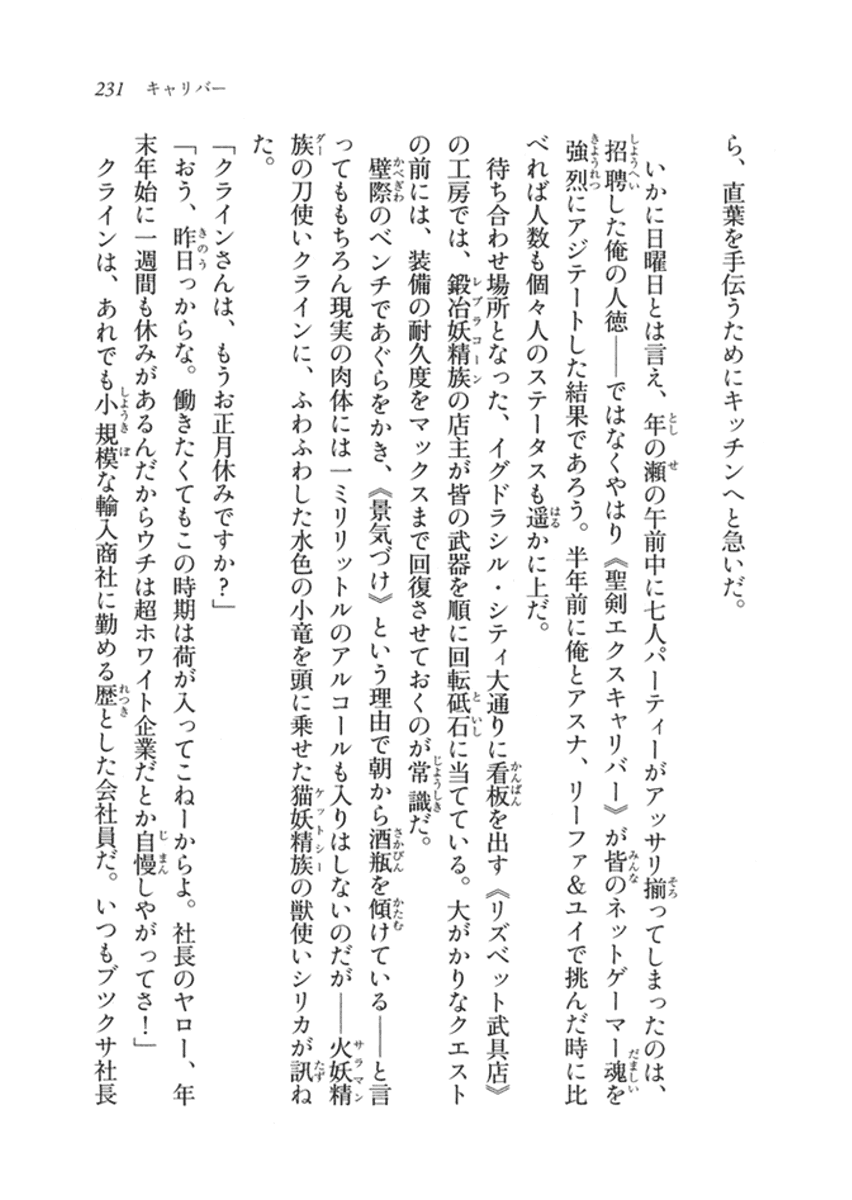 231　キャリバー
ら、直葉を手伝うためにキッチンへと急いだ。
いかに日曜日とは言え、年の瀬の午前中に七人パーティーがアッサリ揃ってしまったのは、
招聘した俺の人徳――ではなくやはり《聖剣エクスキャリバー》が皆のネットゲーマー魂を
強烈にアジテートした結果であろう。半年前に俺とアスナ、リーファ&ユイで挑んだ時に比
べれば人数も個々人のステータスも遥かに上だ。
待ち合わせ場所となった、イグドラシル・シティ大通りに看板を出す《リズベット武具店》
の工房では、鍛冶妖精族の店主が皆の武器を順に回転砥石に当てている。大がかりなクエスト
の前には、装備の耐久度をマックスまで回復させておくのが常識だ。
壁際のベンチであぐらをかき、《景気づけ》という理由で朝から酒瓶を傾けている――と言
ってももちろん現実の肉体には一ミリリットルのアルコールも入りはしないのだが――火妖精
族の刀使いクラインに、ふわふわした水色の小竜を頭に乗せた猫妖精族の獣使いシリカが訊ね
た。
「クラインさんは、もうお正月休みですか?」
「おう、昨日っからな。働きたくてもこの時期は荷が入ってこねーからよ。社長のヤロー、年
末年始に一週間も休みがあるんだからウチは超ホワイト企業だとか自慢しやがってさ!」
クラインは、あれでも小規模な輸入商社に勤める歴とした会社員だ。いつもブツクサ社長